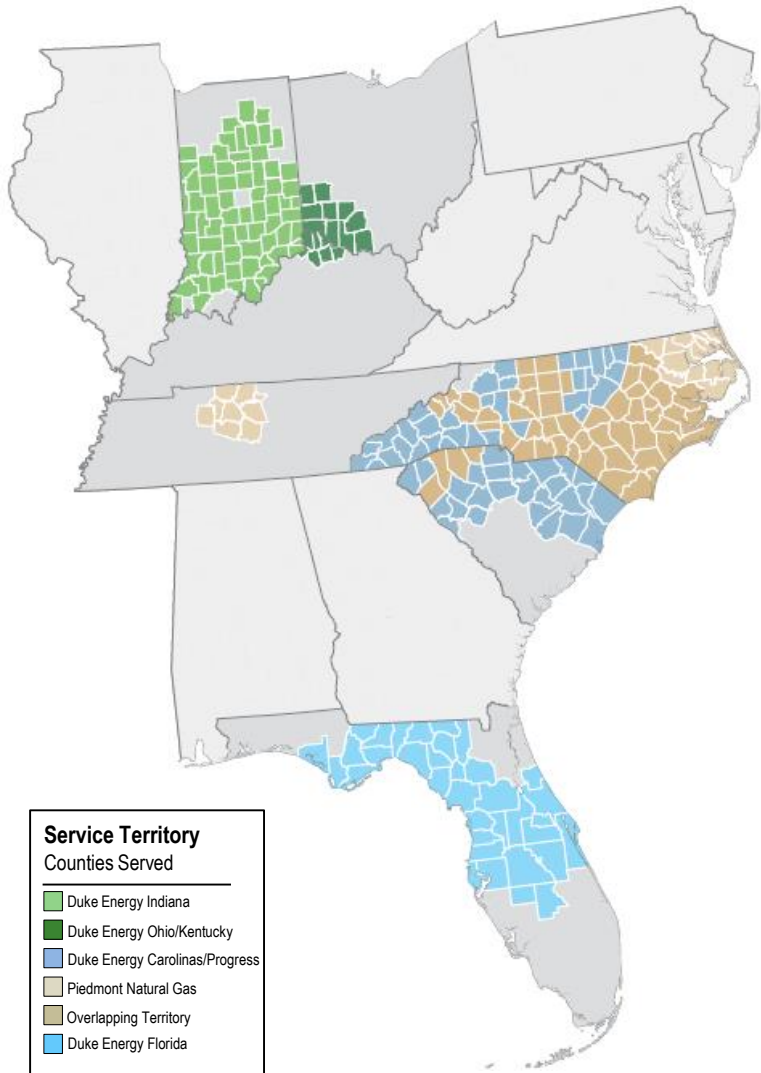 Service Territory
Counties Served
Duke Energy Indiana
Duke Energy Ohio/Kentucky
Duke Energy Carolinas/Progress
Piedmont Natural Gas
Overlapping Territory
Duke Energy Florida